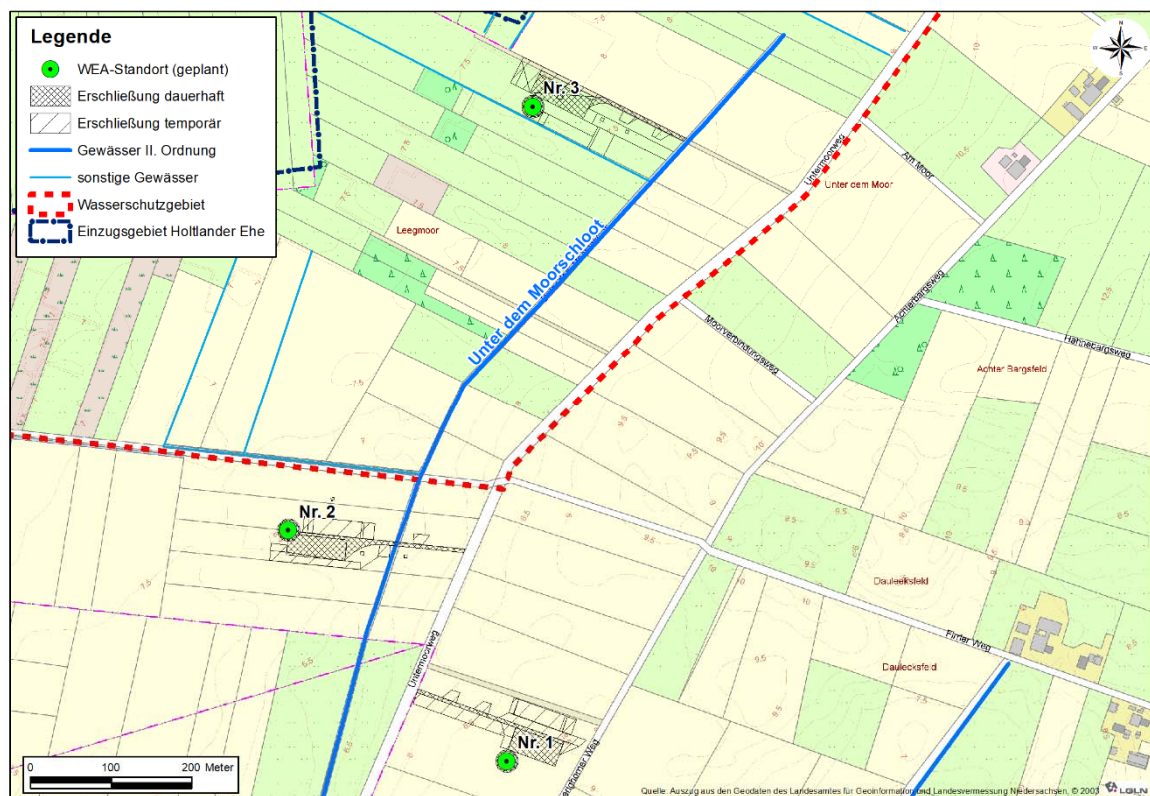 Legende
WEA-Standort (geplant)
Erschließung dauerhaft
Erschließung temporär
Gewässer II. Ordnung
sonstige Gewässer
Wasserschutzgebiet
Einzugsgebiet Holtlander Ehe
N
Nr. 3
Untermoorweg
Am Moor
Unter dem Moor
Leegmoor
Unter dem Moorschloot
Achterbargsweg
Moorverbindungsweg
Hahnebargsweg
Achter Bargsfeld
Nr. 2
Dauleeksfeld
Firrler Weg
Daulecksfeld
Untermoorweg
Nr. 1
Weg
0 100 200 Meter
Quelle: Auszug aus den Geodaten des Landesamtes für Geoinformation und Landesvermessung Niedersachsen, © 2003
LGLN